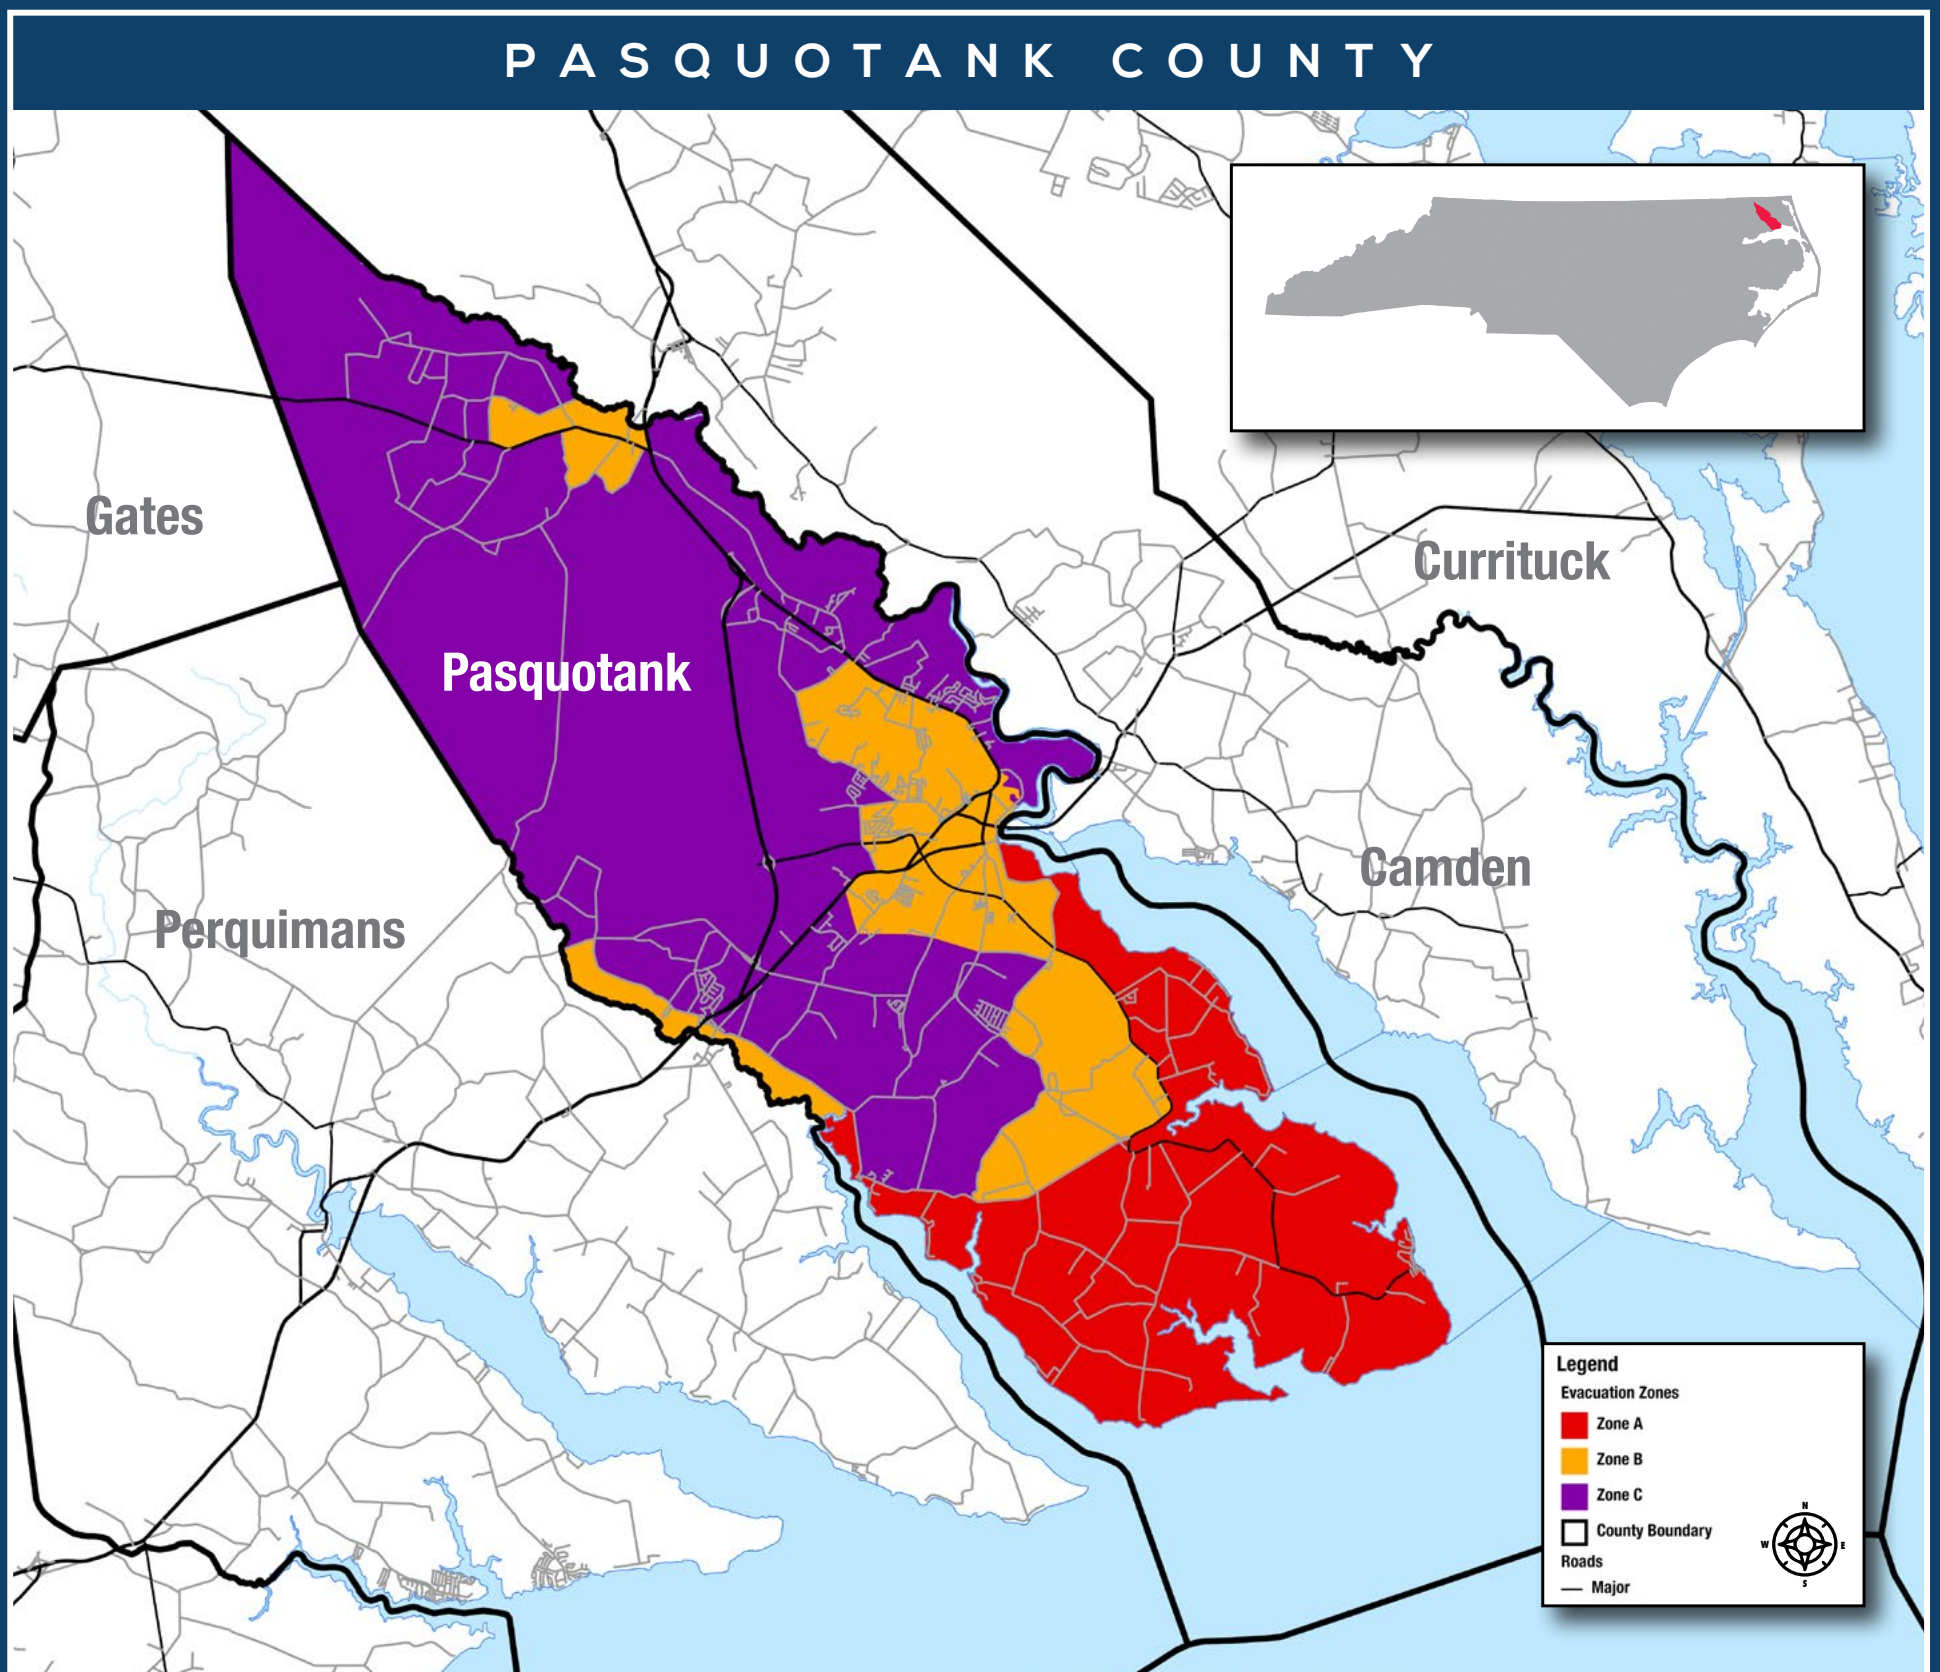 PASQUOTANK COUNTY
Gates
Currituck
Pasquotank
Camden
Perquimans
Legend
Evacuation Zones
Zone A
Zone B
Zone C
County Boundary
Roads
Major
N
W E
S